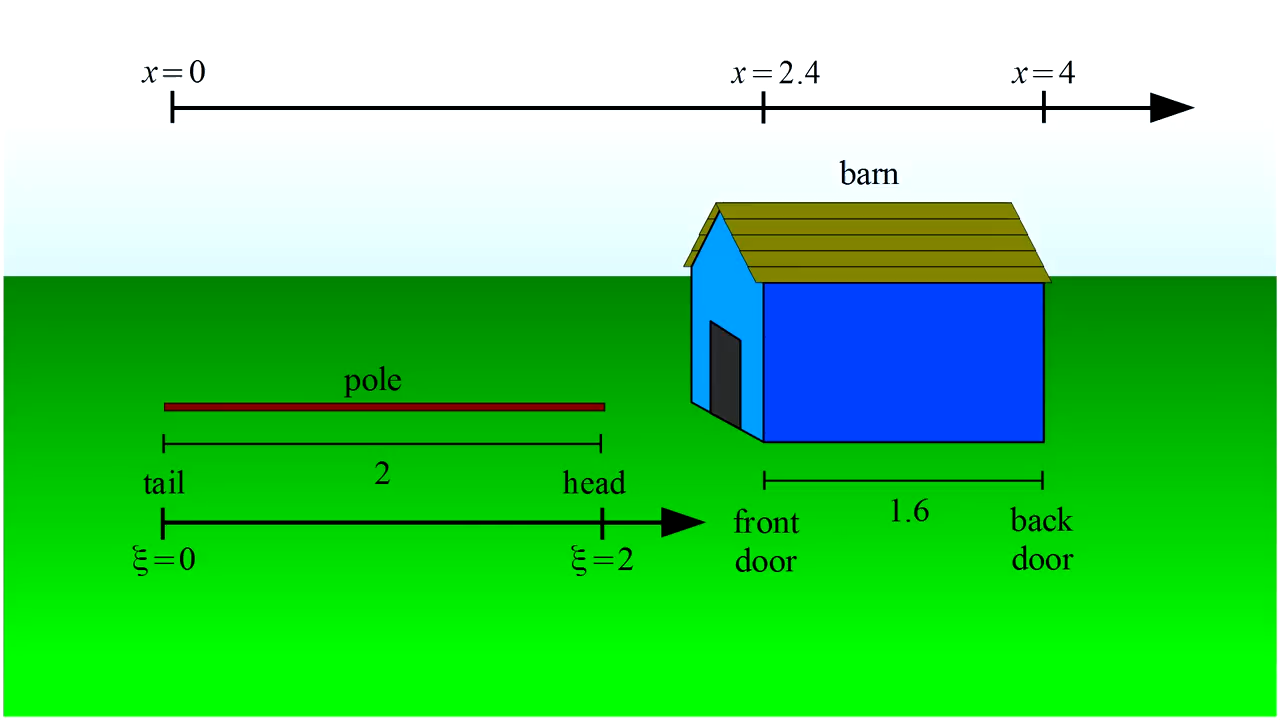 x=0
x=2.4
x=4
barn
pole
2
tail
head
ξ=0
ξ=2
1.6
front
door
back
door